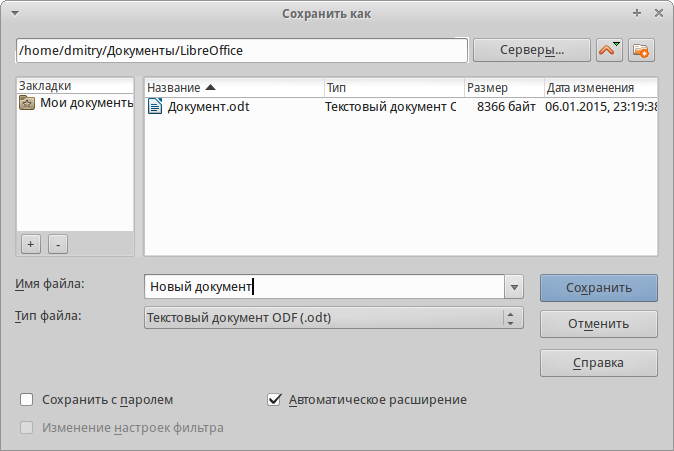 Сохранить как
/home/dmitry/Документы/LibreOffice
Серверы...
Закладки
Мои документы
Название Тип Размер Дата изменения
Документ.odt Текстовый документ О 8366 байт 06.01.2015, 23:19:38
+ -
Имя файла: Новый документ
Сохранить
Тип файла: Текстовый документ ODF (.odt)
Отменить
Справка
Сохранить с паролем
Автоматическое расширение
Изменение настроек фильтра